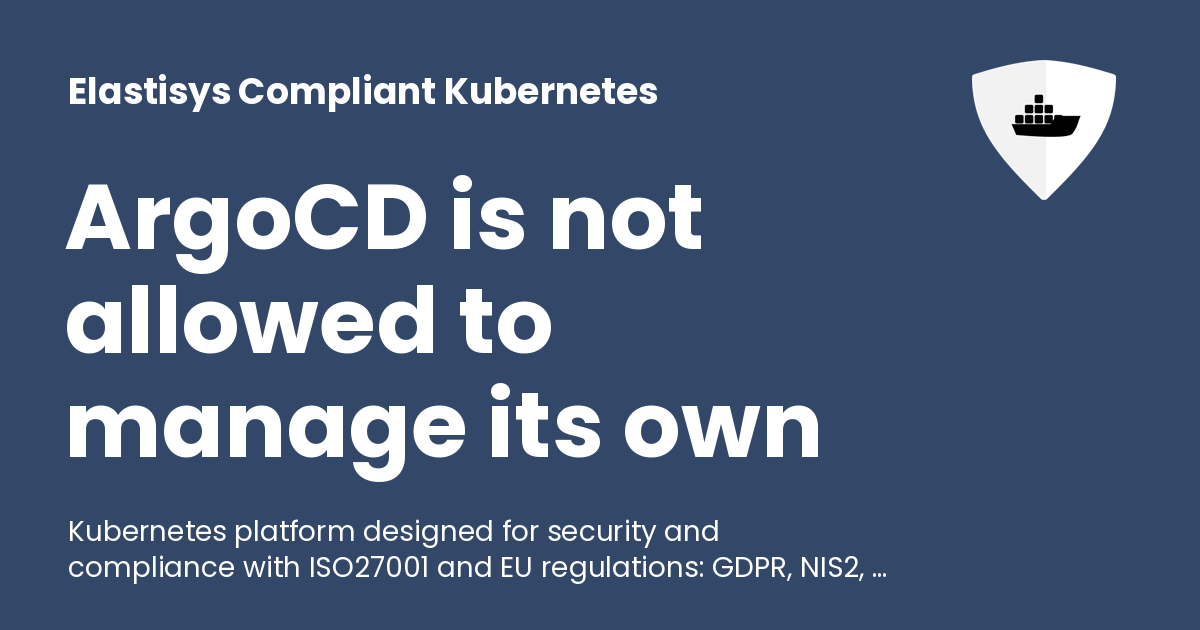 Elastisys Compliant Kubernetes
ArgoCD is not
allowed to
manage its own
Kubernetes platform designed for security and
compliance with ISO27001 and EU regulations: GDPR, NIS2, ...